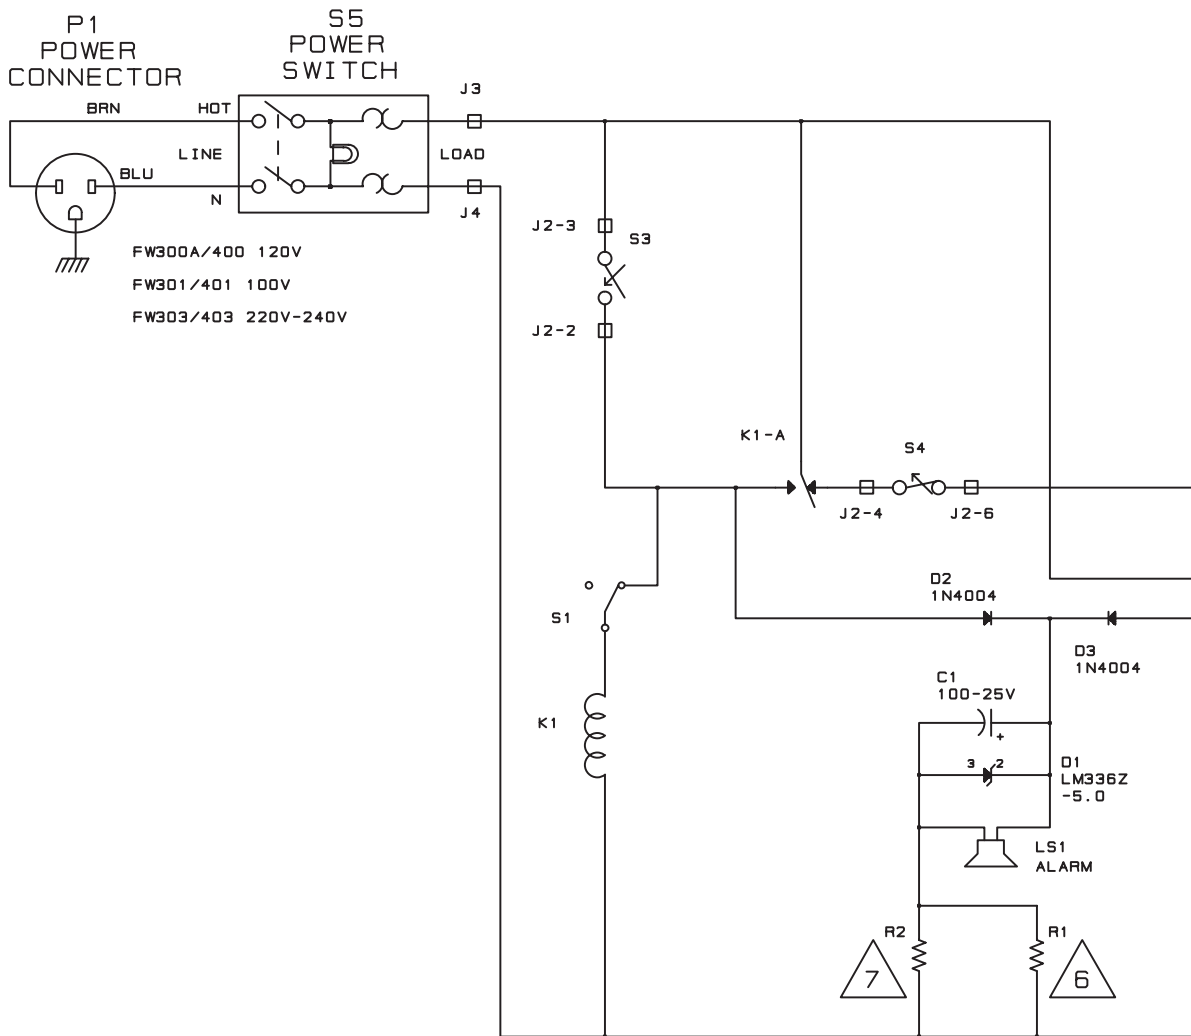 P1
POWER
CONNECTOR
S5
POWER
SWITCH
BRN
HOT
J3
LINE
LOAD
BLU
N
J4
FW300A/400 120V
FW301/401 100V
FW303/403 220V-240V
J2-3
S3
J2-2
K1-A
S4
J2-4
J2-6
D2
1N4004
S1
D3
1N4004
C1
100-25V
+
K1
3
2
D1
LM336Z
-5.0
LS1
ALARM
R2
R1
7
6